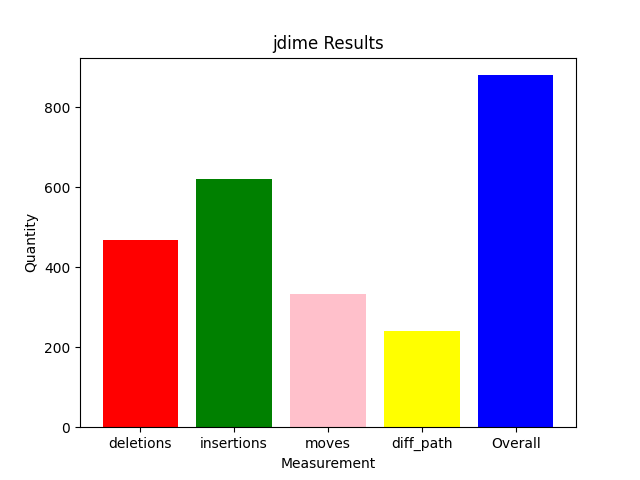 jdime Results
Quantity
800
600
400
200
0
deletions insertions moves diff_path Overall
Measurement